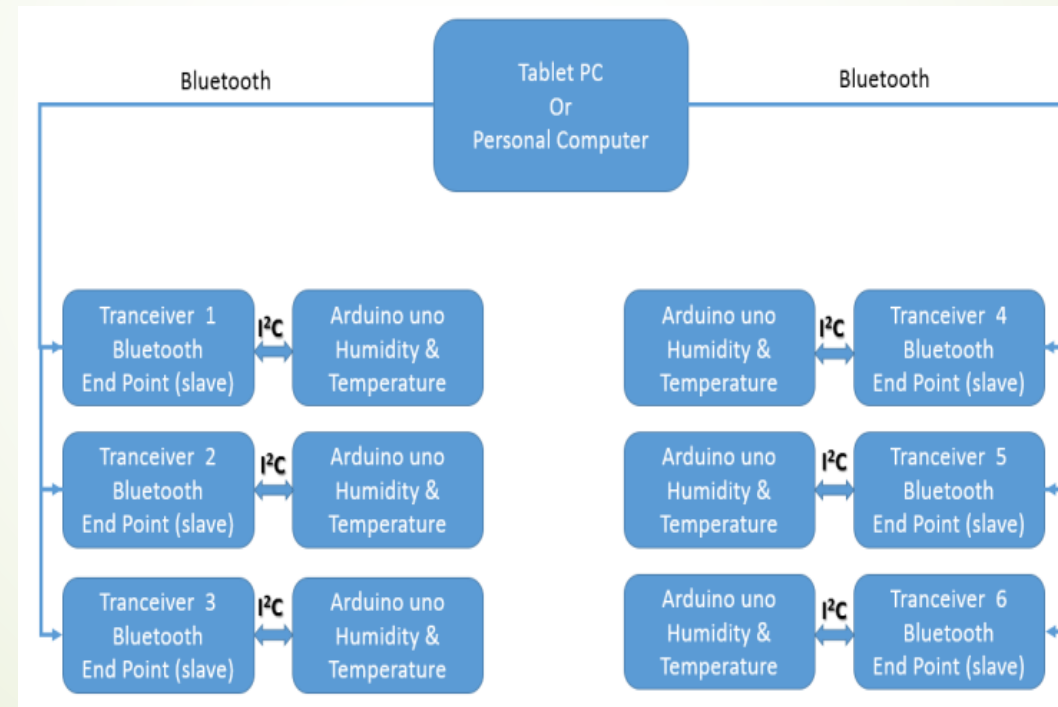 Bluetooth
Tablet PC
Or
Personal Computer
Bluetooth
Tranceiver 1
Bluetooth
End Point (slave)
I²C
Arduino uno
Humidity &
Temperature
Arduino uno
Humidity &
Temperature
I²C
Tranceiver 4
Bluetooth
End Point (slave)
Tranceiver 2
Bluetooth
End Point (slave)
I²C
Arduino uno
Humidity &
Temperature
Arduino uno
Humidity &
Temperature
I²C
Tranceiver 5
Bluetooth
End Point (slave)
Tranceiver 3
Bluetooth
End Point (slave)
I²C
Arduino uno
Humidity &
Temperature
Arduino uno
Humidity &
Temperature
I²C
Tranceiver 6
Bluetooth
End Point (slave)